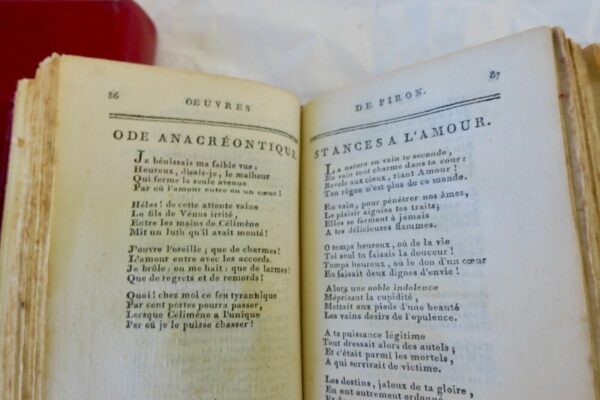 86
OEUVRES
ODE ANACRÉONTIQUE
Je bénissais ma faible vue;
Heureux, disais-je, le malheur
Qui ferme la seule avenue
Par où l'amour entre en un cœur!
Hélas! de cette attente vaine
Le fils de Vénus irrité,
Entre les mains de Célimène
Mit un luth qu'il avait monté!
J'ouvre l'oreille; que de charmes!
L'amour entre avec les accords.
Je brûle: on me hait: que de larmes!
Que de regrets et de remords!
Quoi! chez moi ce feu tyrannique
Par cent portes pourra passer,
Lorsque Célimène a l'unique
Par où je le puisse chasser!
DE PIRON.
87
STANCES A L'AMOUR.
La nature en vain te seconde,
En vain tout charme dans ta cour:
Revole aux cieux, riant Amour!
Ton règne n'est plus de ce monde.
En vain, pour pénétrer nos âmes,
Le plaisir aiguisa tes traits;
Elles se ferment à jamais
A tes délicieuses flammes.
O temps heureux, où de la vie
Toi seul tu faisais la douceur!
Temps heureux, où le don d'un cœur
En faisait deux dignes d'envie!
Alors une noble indolence
Méprisant la cupidité,
Mettait aux pieds d'une beauté
Les vains desirs de l'opulence.
A ta puissance légitime
Tout dressait alors des autels;
Et c'était parmi les mortels,
A qui servirait de victime.
Les destins, jaloux de ta gloire,
En ont autrement ordonné